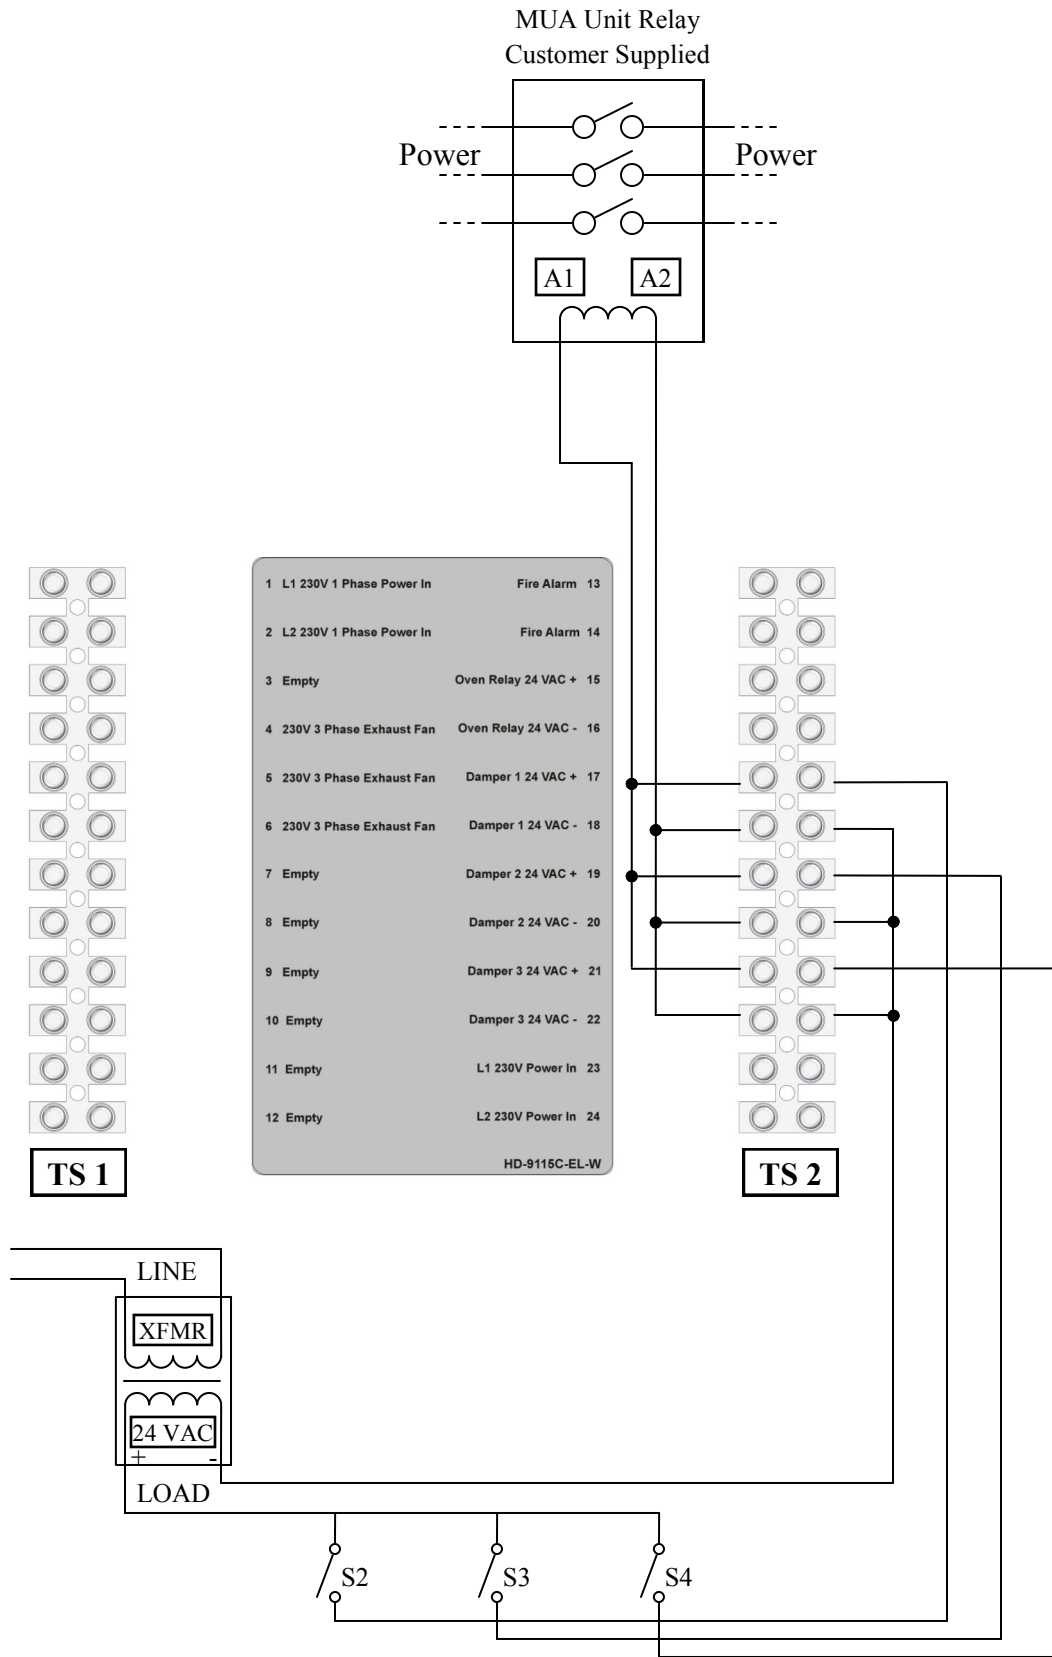 MUA Unit Relay
Customer Supplied
Power
Power
A1
A2
1 L1 230V 1 Phase Power In
Fire Alarm 13
2 L2 230V 1 Phase Power In
Fire Alarm 14
3 Empty
Oven Relay 24 VAC + 15
4 230V 3 Phase Exhaust Fan
Oven Relay 24 VAC - 16
5 230V 3 Phase Exhaust Fan
Damper 1 24 VAC + 17
6 230V 3 Phase Exhaust Fan
Damper 1 24 VAC - 18
7 Empty
Damper 2 24 VAC + 19
8 Empty
Damper 2 24 VAC - 20
9 Empty
Damper 3 24 VAC + 21
10 Empty
Damper 3 24 VAC - 22
11 Empty
L1 230V Power In 23
12 Empty
L2 230V Power In 24
HD-9115C-EL-W
TS 1
TS 2
LINE
XFMR
24 VAC
+ -
LOAD
S2
S3
S4